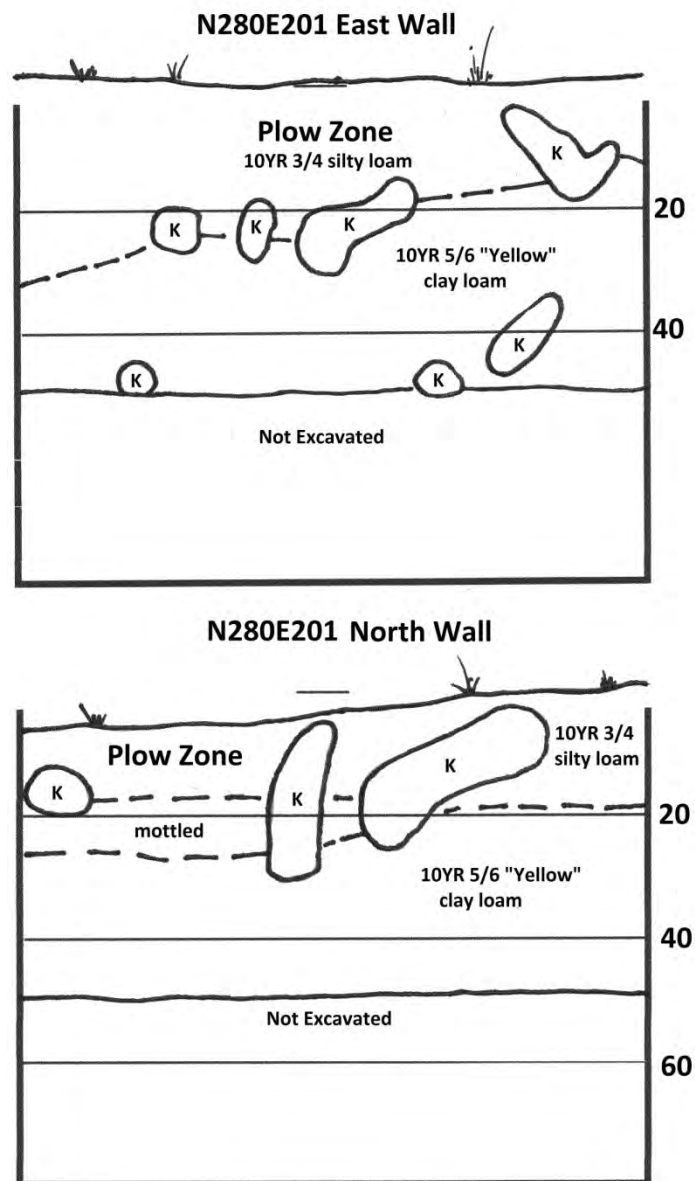 N280E201 East Wall
Plow Zone
10YR 3/4 silty loam
K
20
K
K
K
10YR 5/6 "Yellow"
clay loam
40
K
K
K
Not Excavated
N280E201 North Wall
10YR 3/4
silty loam
Plow Zone
K
K
K
20
mottled
10YR 5/6 "Yellow"
clay loam
40
Not Excavated
60